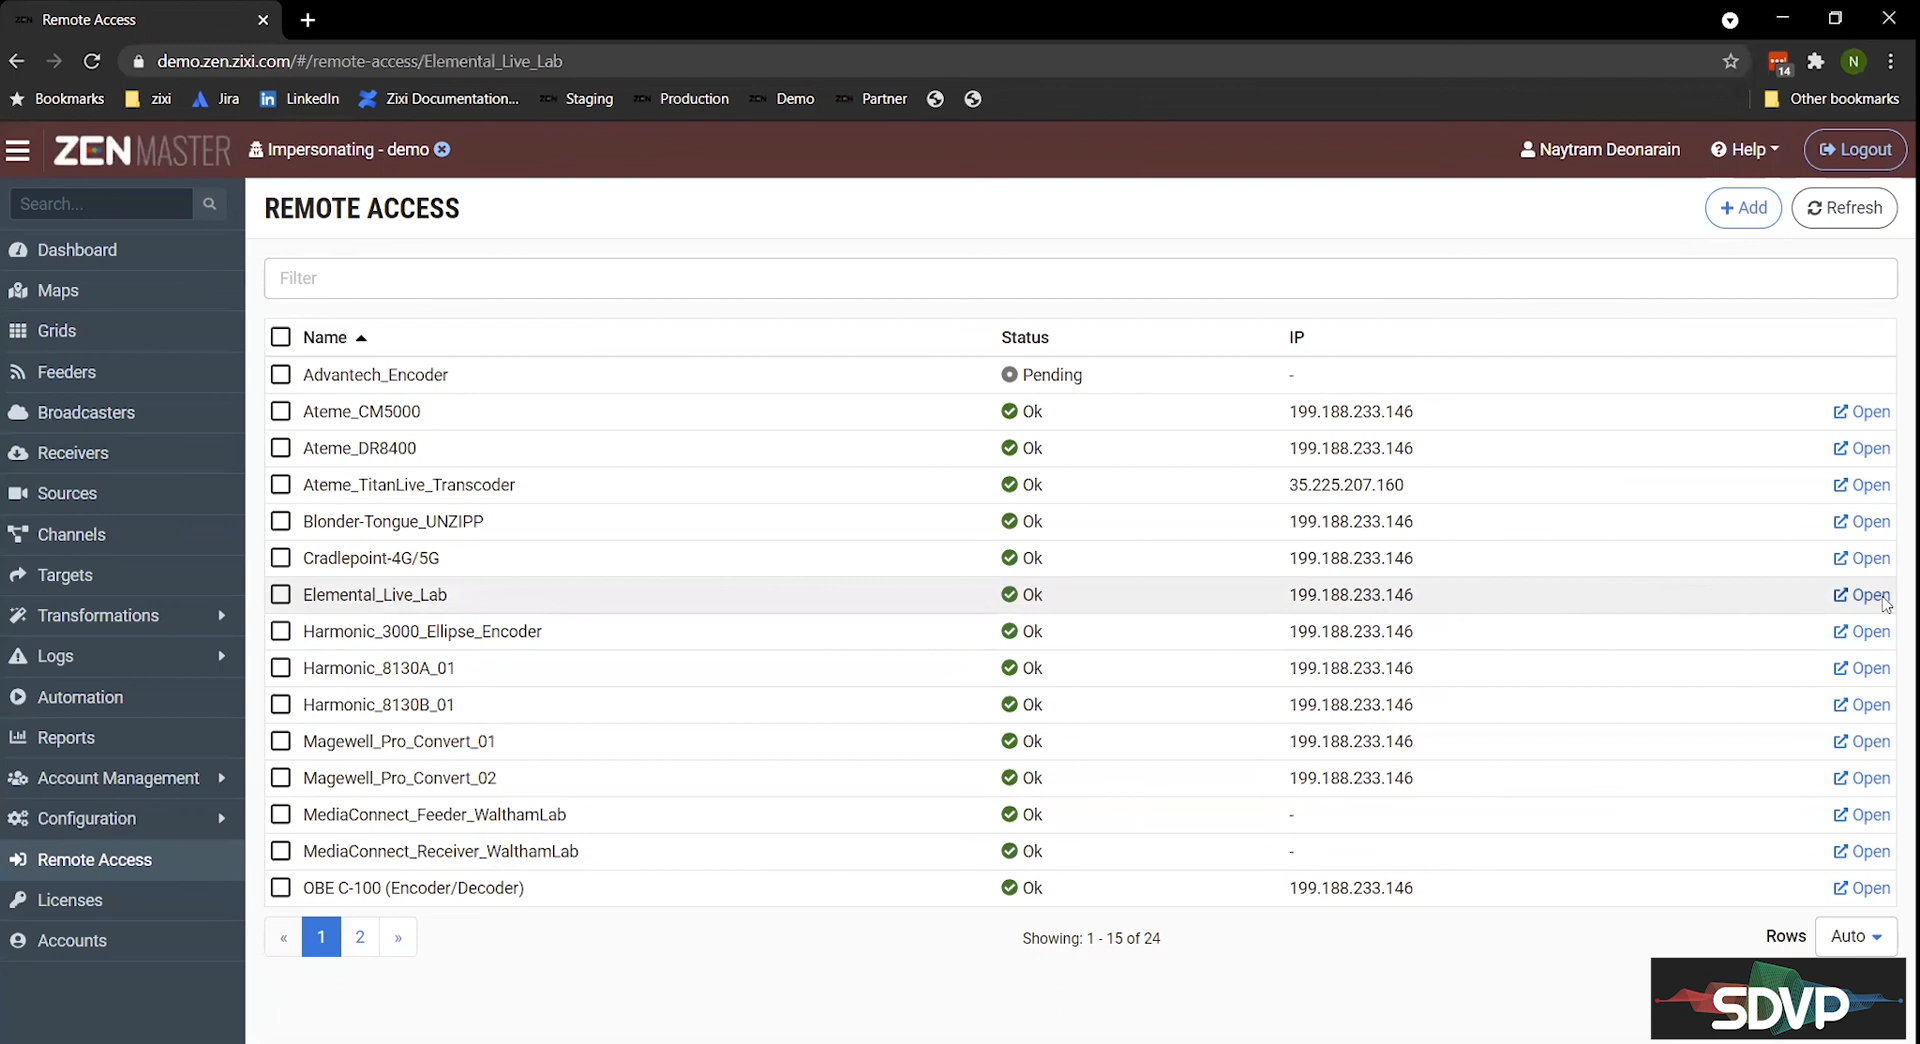 Remote Access
demo.zen.zixi.com/#/remote-access/Elemental_Live_Lab
14
N
Bookmarks
zixi
Jira
LinkedIn
Zixi Documentation...
Staging
Production
Demo
Partner
Other bookmarks
ZEN MASTER
Impersonating - demo
Naytram Deonarain
Help
Logout
Search...
REMOTE ACCESS
+ Add
Refresh
Dashboard
Maps
Grids
Feeders
Broadcasters
Receivers
Sources
Channels
Targets
Transformations
Logs
Automation
Reports
Account Management
Configuration
Remote Access
Licenses
Accounts
Filter
Name Status IP
Advantech_Encoder Pending -
Ateme_CM5000 Ok 199.188.233.146 Open
Ateme_DR8400 Ok 199.188.233.146 Open
Ateme_TitanLive_Transcoder Ok 35.225.207.160 Open
Blonder-Tongue_UNZIPP Ok 199.188.233.146 Open
Cradlepoint-4G/5G Ok 199.188.233.146 Open
Elemental_Live_Lab Ok 199.188.233.146 Open
Harmonic_3000_Ellipse_Encoder Ok 199.188.233.146 Open
Harmonic_8130A_01 Ok 199.188.233.146 Open
Harmonic_8130B_01 Ok 199.188.233.146 Open
Magewell_Pro_Convert_01 Ok 199.188.233.146 Open
Magewell_Pro_Convert_02 Ok 199.188.233.146 Open
MediaConnect_Feeder_WalthamLab Ok - Open
MediaConnect_Receiver_WalthamLab Ok - Open
OBE C-100 (Encoder/Decoder) Ok 199.188.233.146 Open
« 1 2 »
Showing: 1 - 15 of 24
Rows Auto
SDVP